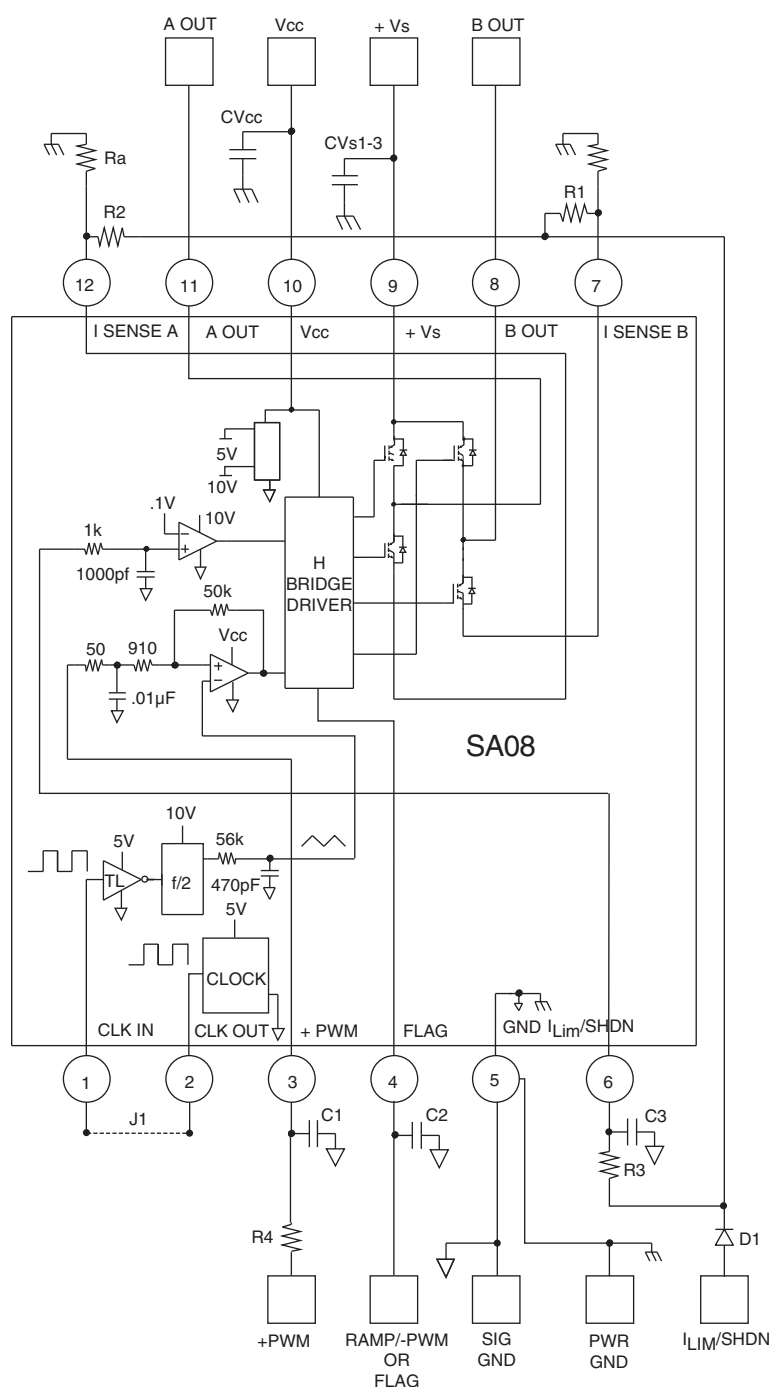 A OUT
Vcc
+ Vs
B OUT
CVcc
CVs1-3
Ra
R2
R1
12
11
10
9
8
7
I SENSE A
A OUT
Vcc
+ Vs
B OUT
I SENSE B
5V
10V
.1V
10V
1k
1000pf
H
BRIDGE
DRIVER
50k
50
910
Vcc
.01µF
SA08
10V
5V
56k
TL
f/2
470pF
5V
CLOCK
CLK IN
CLK OUT
+ PWM
FLAG
GND
ILim/SHDN
1
2
3
4
5
6
J1
C1
C2
C3
R3
R4
D1
+PWM
RAMP/-PWM
OR
FLAG
SIG
GND
PWR
GND
ILIM/SHDN